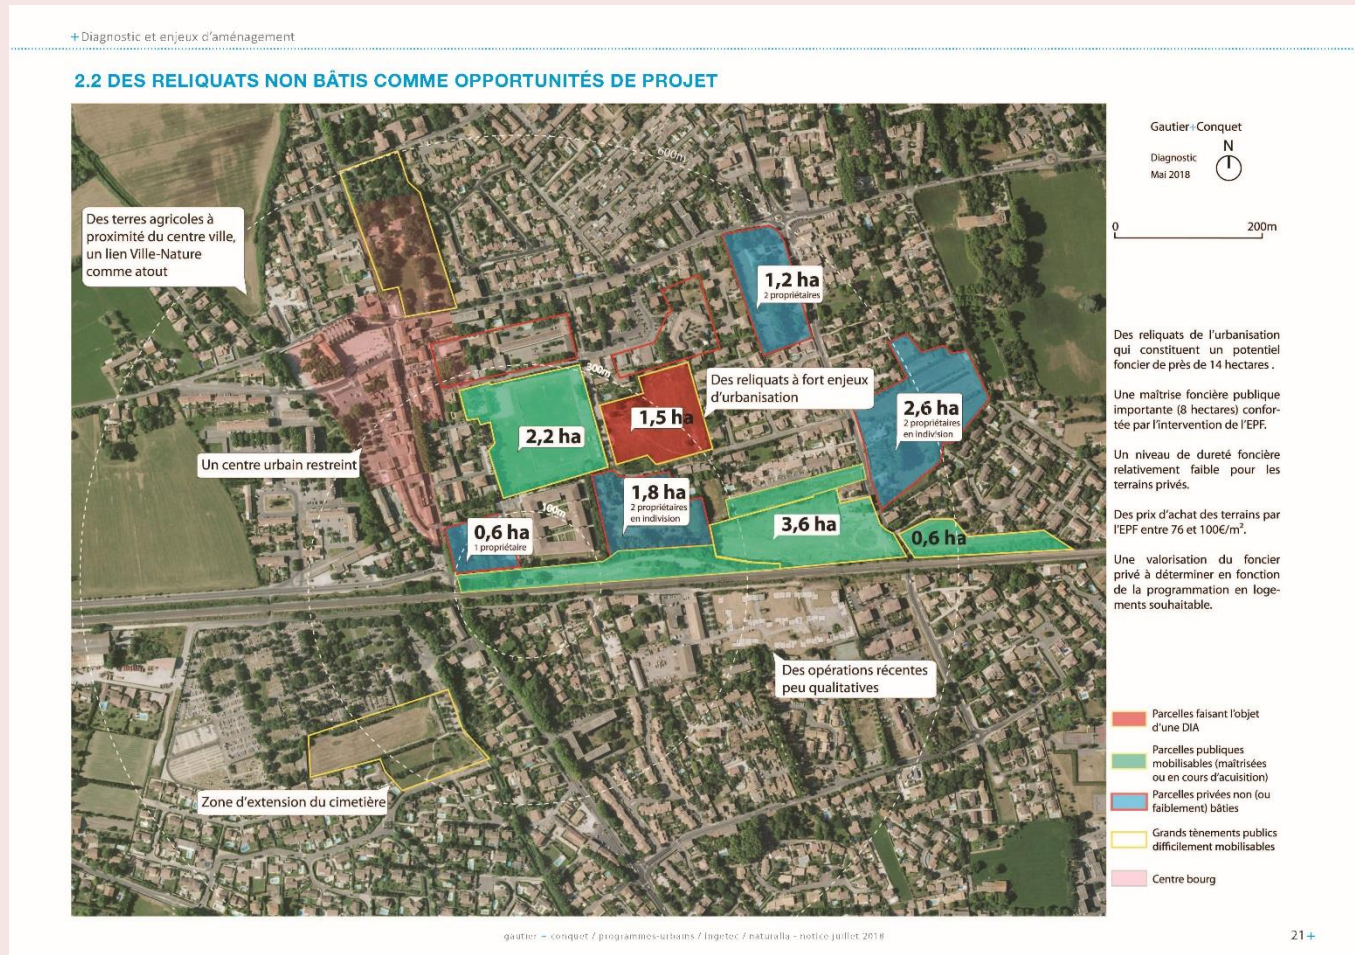 +Diagnostic et enjeux d'aménagement
2.2 DES RELIQUATS NON BÂTIS COMME OPPORTUNITÉS DE PROJET
Gautier+Conquet
N
Diagnostic
Mai 2018
0
200m
600m
Des terres agricoles à
proximité du centre ville,
un lien Ville-Nature
comme atout
1,2 ha
2 propriétaires
300m
Des reliquats à fort enjeux
d'urbanisation
2,6 ha
2 propriétaires
en indivision
1,5 ha
2,2 ha
Un centre urbain restreint
1,8 ha
2 propriétaires
en indivision
100m
0,6 ha
1 propriétaire
3,6 ha
0,6 ha
Des opérations récentes
peu qualitatives
Zone d'extension du cimetière
Des reliquats de l'urbanisation
qui constituent un potentiel
foncier de près de 14 hectares .
Une maîtrise foncière publique
importante (8 hectares) confor-
tée par l'intervention de l'EPF.
Un niveau de dureté foncière
relativement faible pour les
terrains privés.
Des prix d'achat des terrains par
l'EPF entre 76 et 100€/m².
Une valorisation du foncier
privé à déterminer en fonction
de la programmation en loge-
ments souhaitable.
Parcelles faisant l'objet
d'une DIA
Parcelles publiques
mobilisables (maîtrisées
ou en cours d'acuisition)
Parcelles privées non (ou
faiblement) bâties
Grands tènements publics
difficilement mobilisables
Centre bourg
gautier + conquet / programmes-urbains / ingetec / naturalia - notice juillet 2018
21+